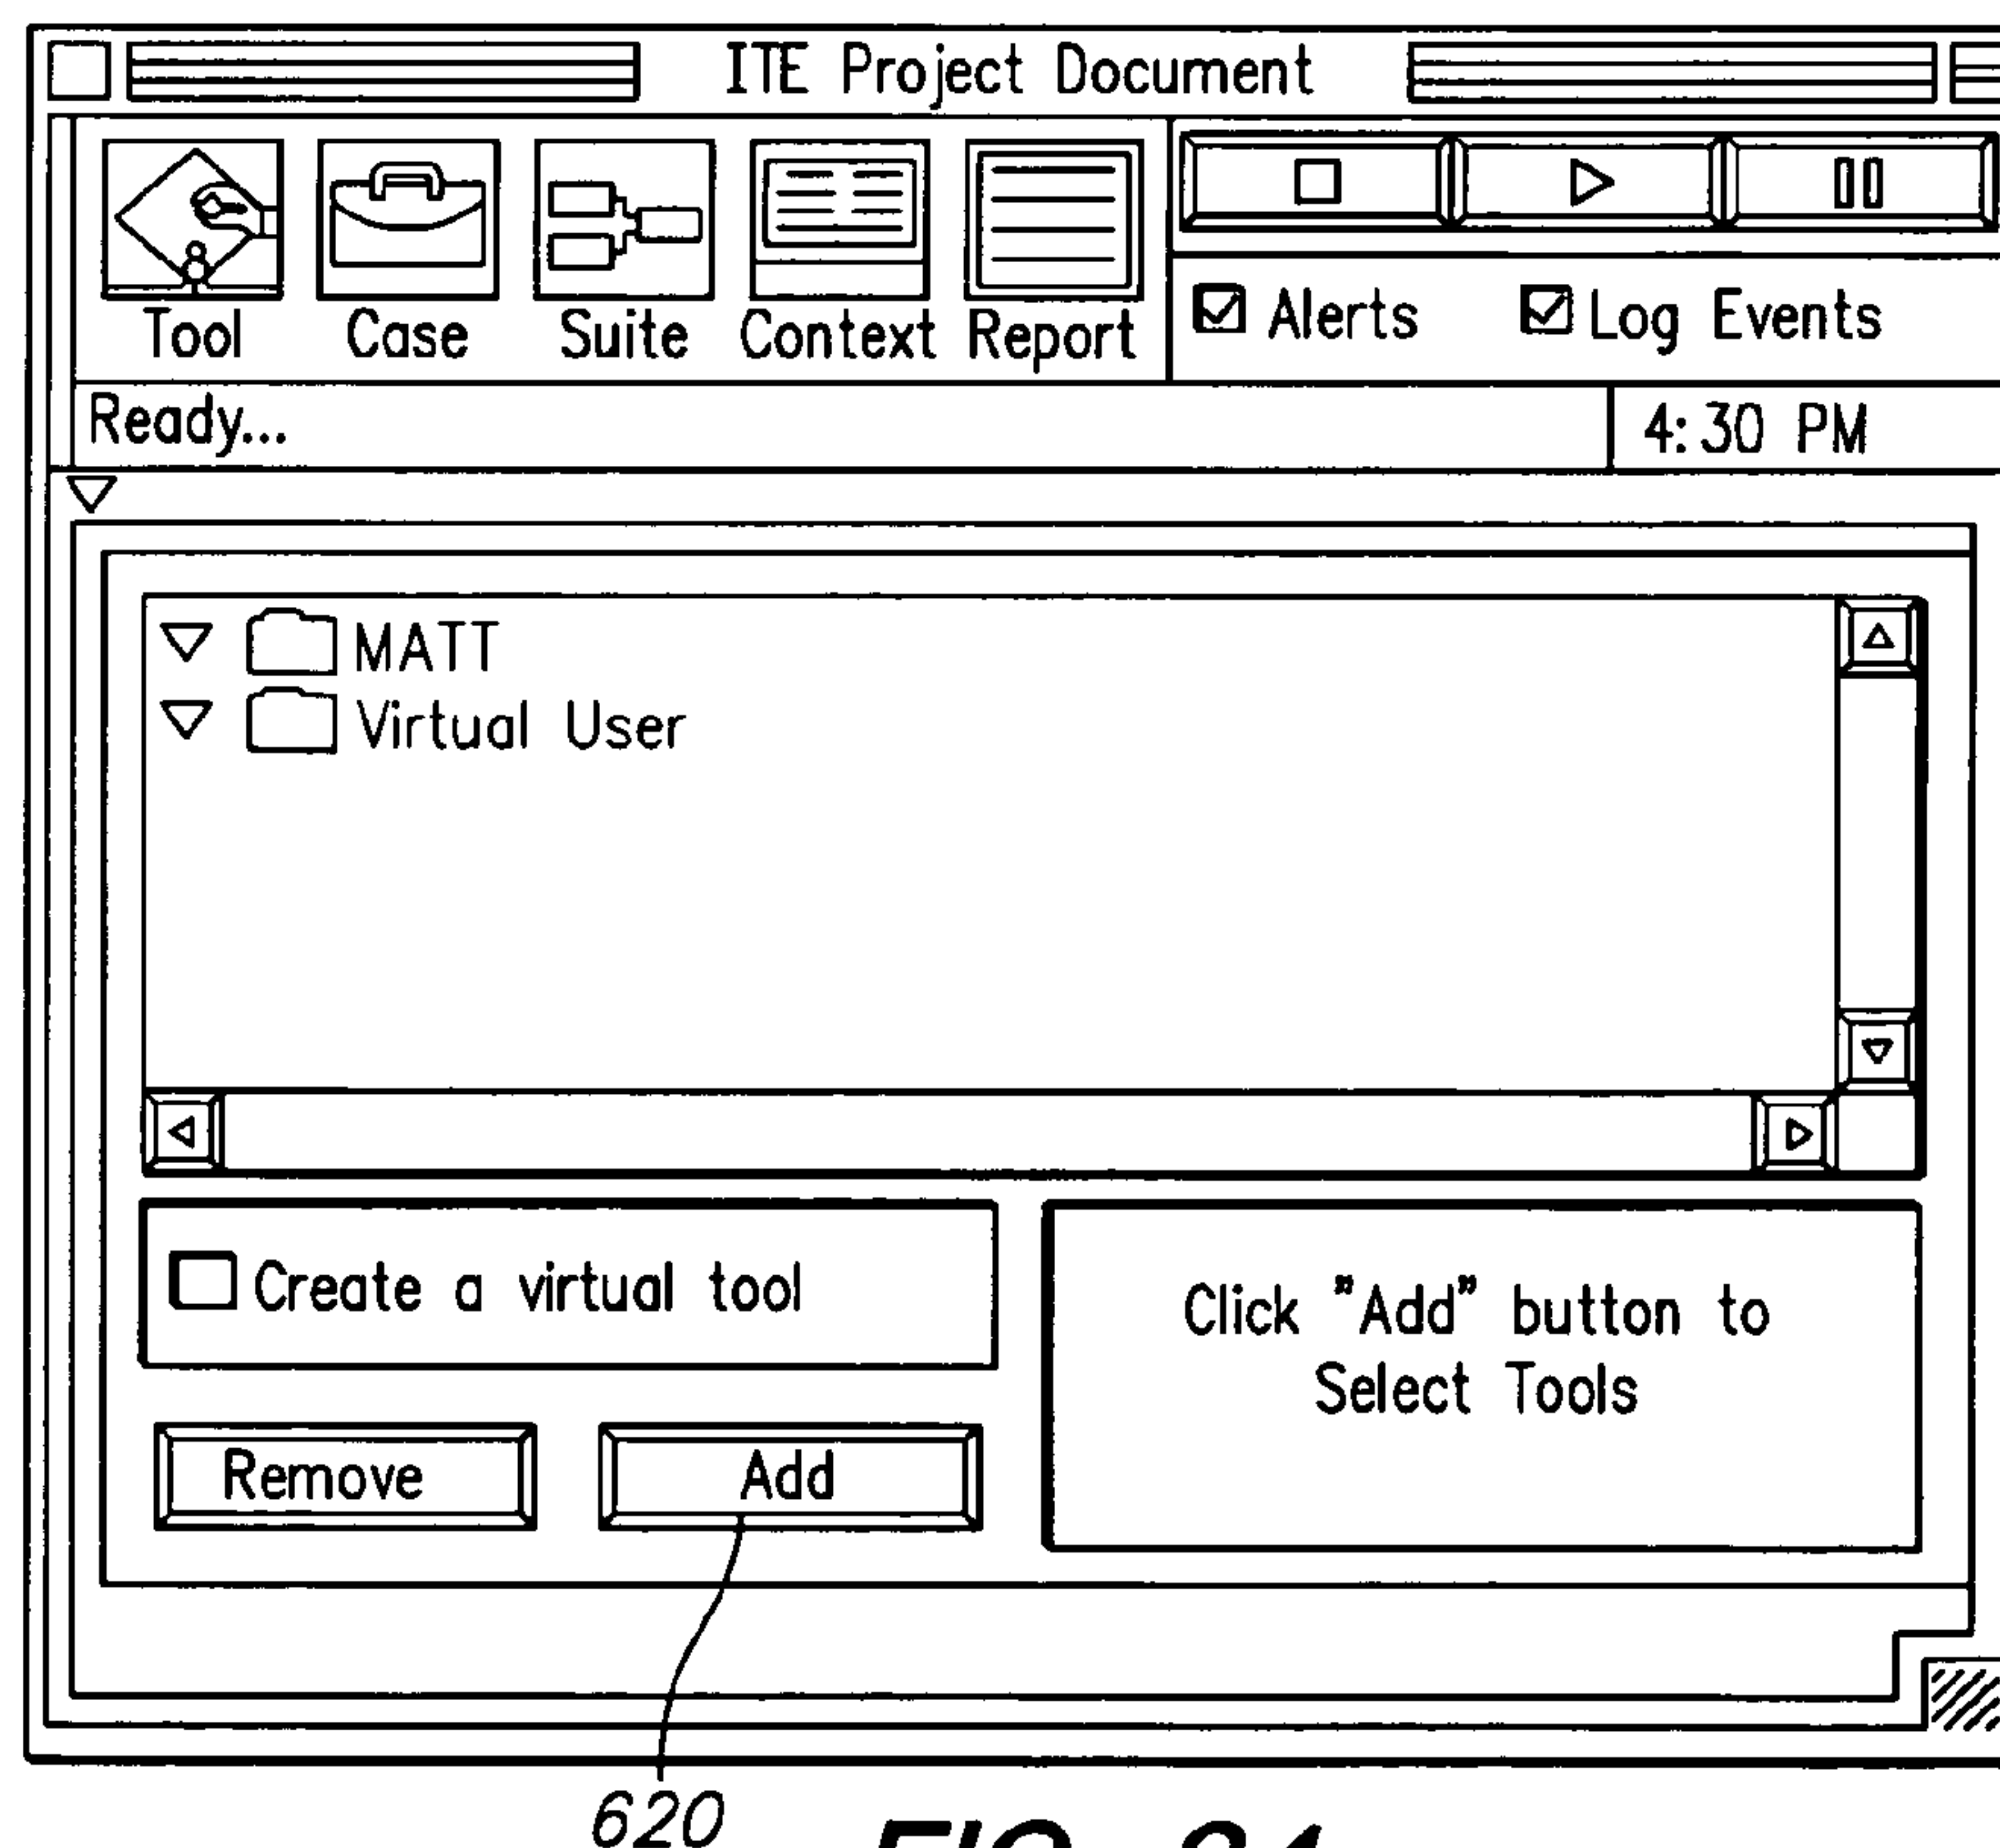 ITE Project Document
Tool Case Suite Context Report
Alerts Log Events
Ready...
4:30 PM
MATT
Virtual User
Create a virtual tool
Click "Add" button to
Select Tools
Remove Add
620